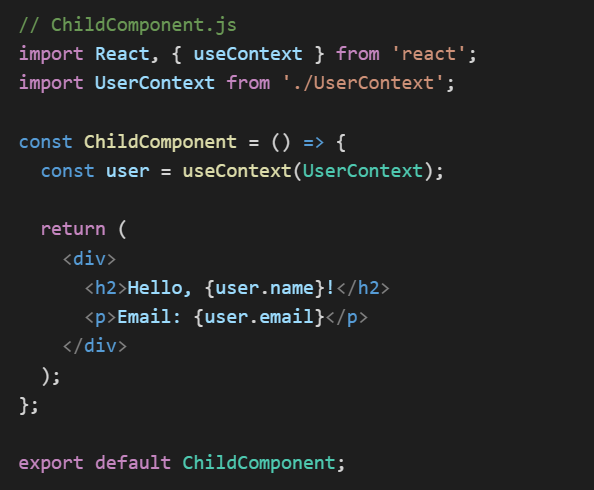 // ChildComponent.js
import React, { useContext } from 'react';
import UserContext from './UserContext';
const ChildComponent = () => {
const user = useContext(UserContext);
return (
<div>
<h2>Hello, {user.name}!</h2>
<p>Email: {user.email}</p>
</div>
);
};
export default ChildComponent;